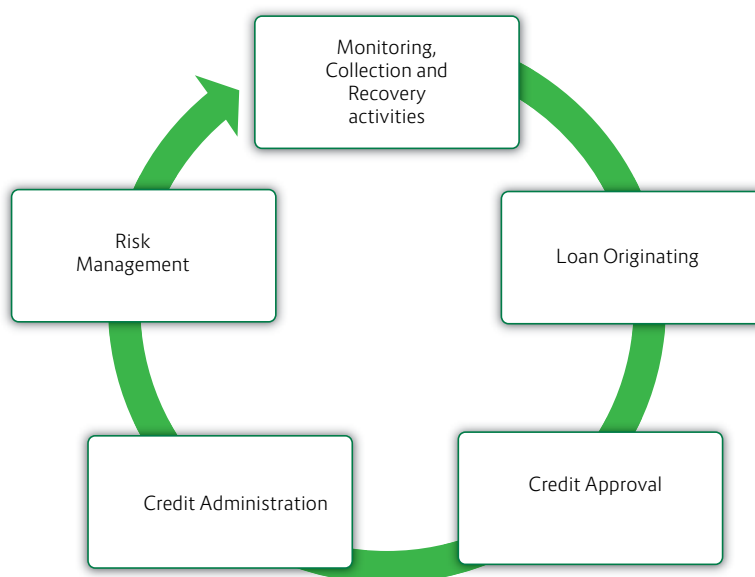 Monitoring,
Collection and
Recovery
activities
Loan Originating
Credit Approval
Credit Administration
Risk
Management